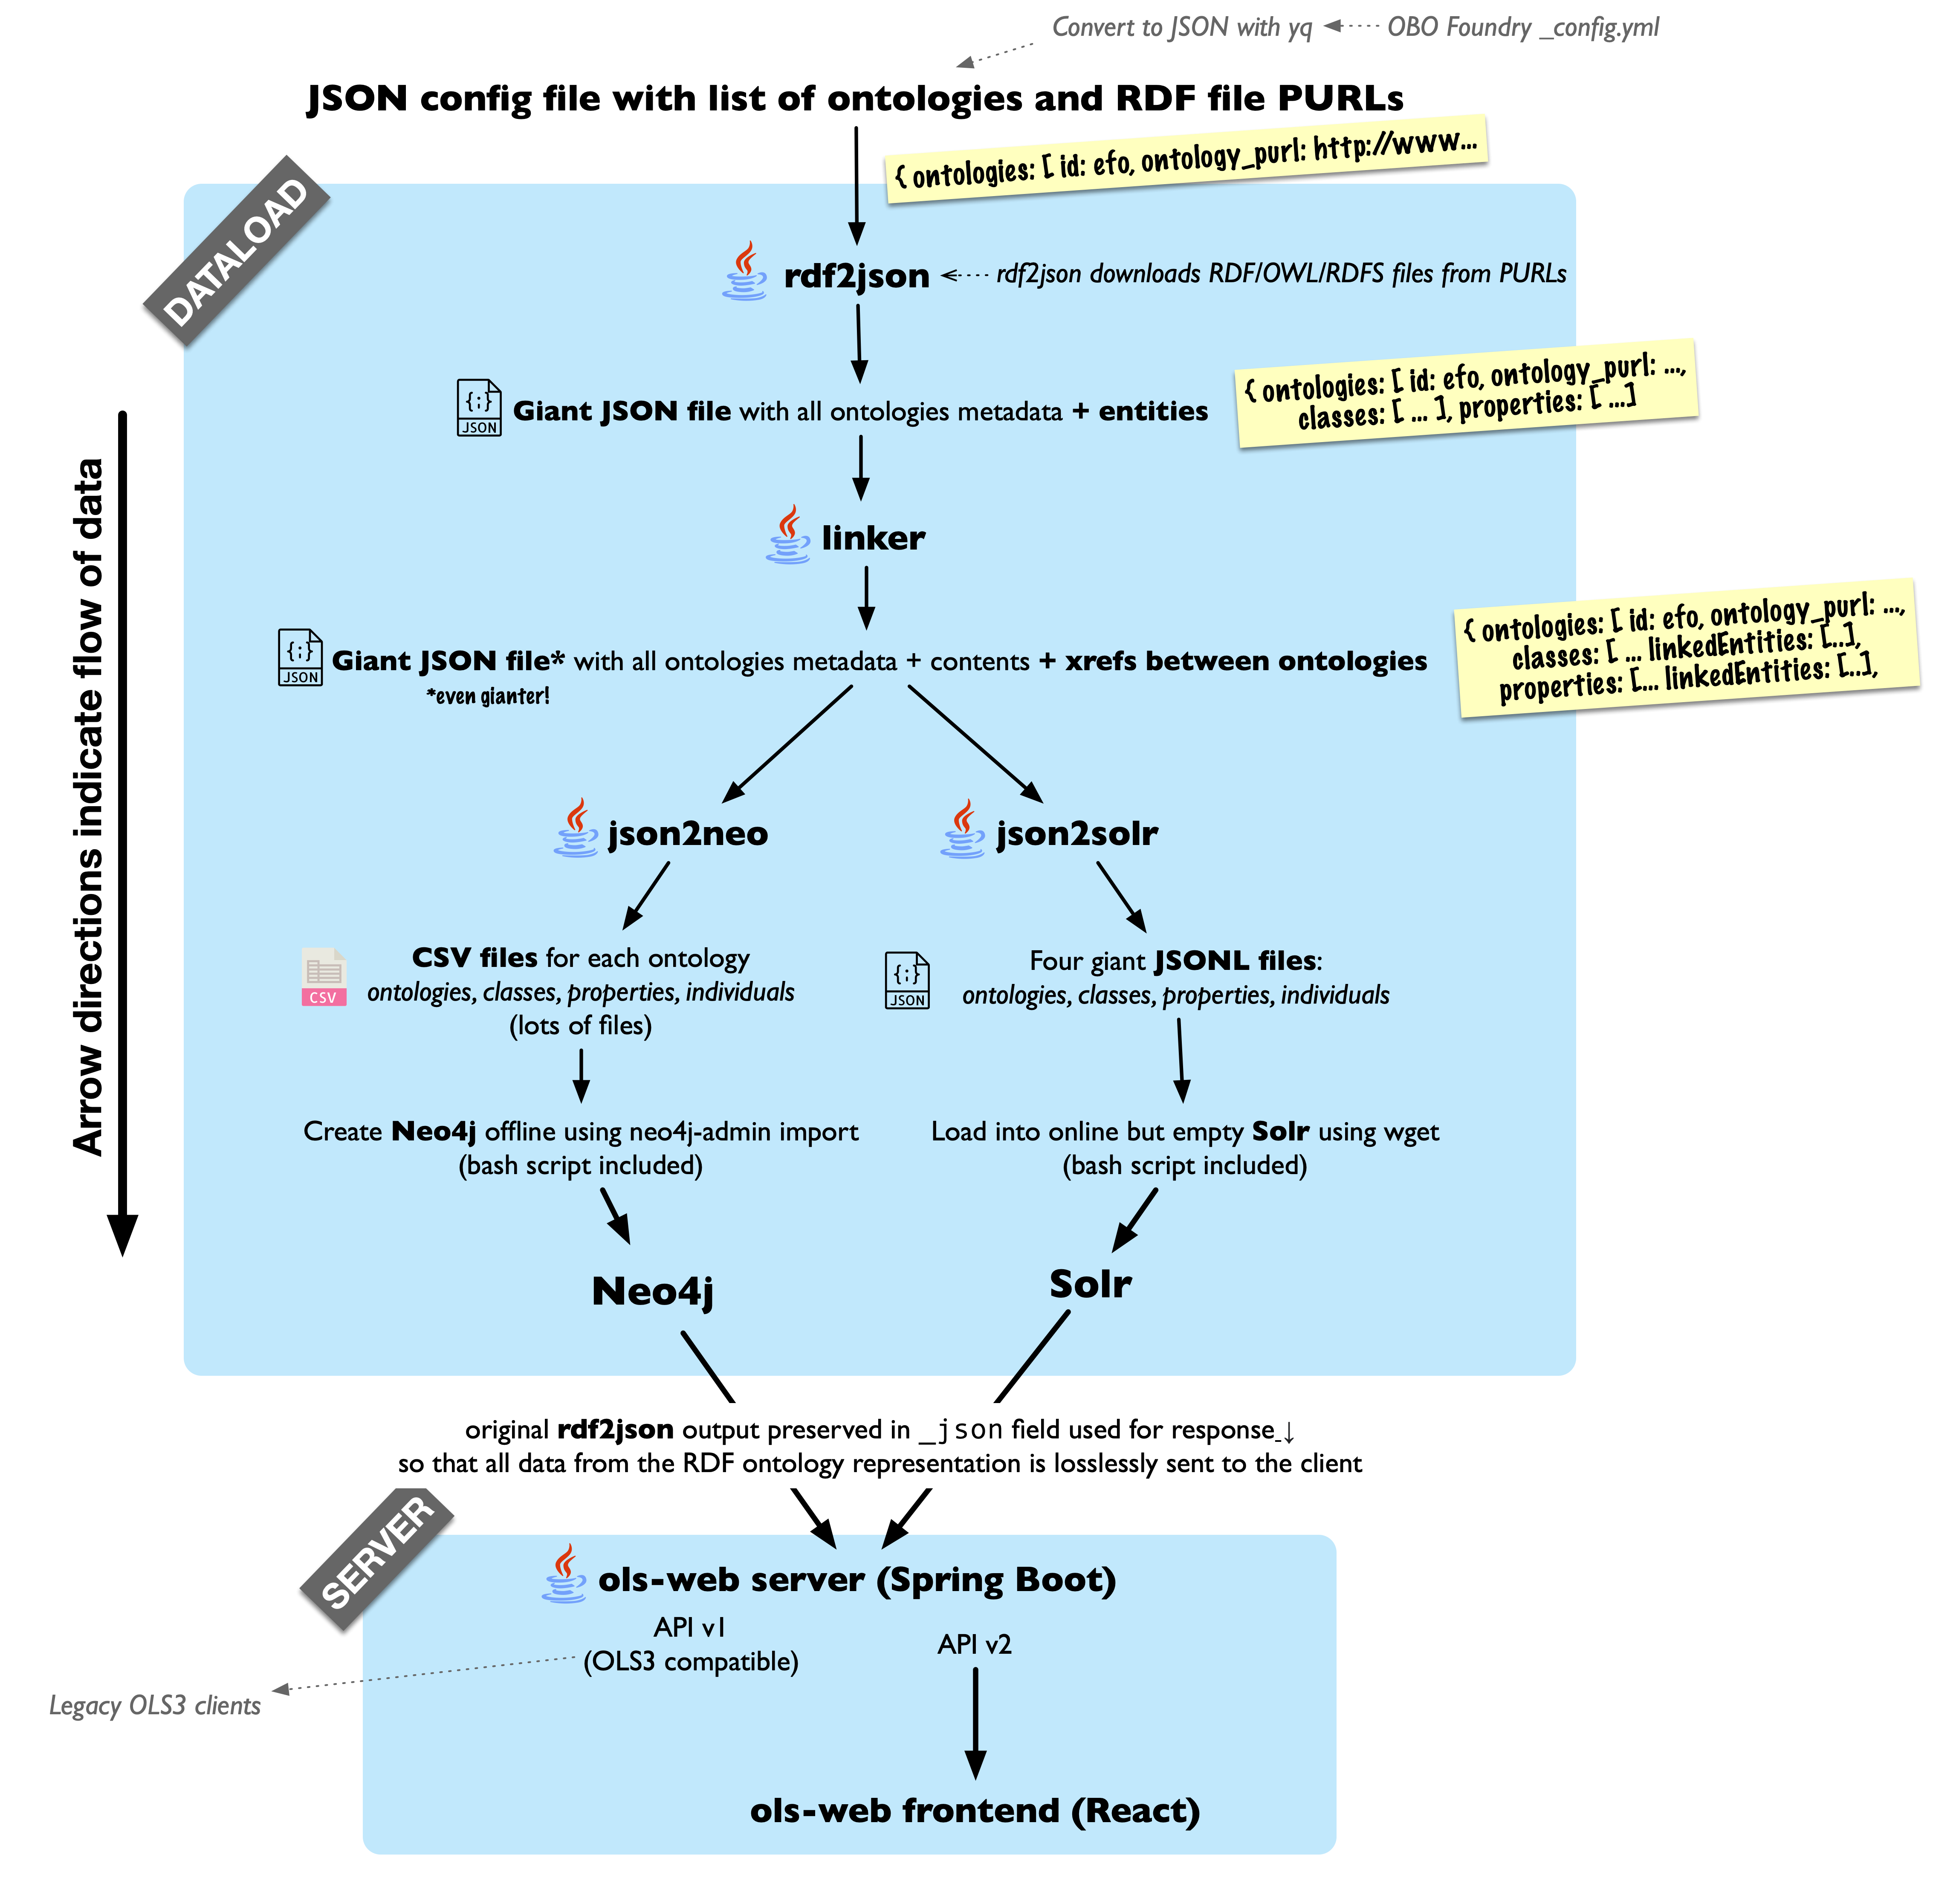 Convert to JSON with yq
OBO Foundry _config.yml
JSON config file with list of ontologies and RDF file PURLs
{ ontologies: [ id: efo, ontology_purl: http://www...
DATALOAD
rdf2json
rdf2json downloads RDF/OWL/RDFS files from PURLs
{ ontologies: [ id: efo, ontology_purl: ...,
classes: [ ... ], properties: [ ...]
{;}
JSON
Giant JSON file with all ontologies metadata + entities
Arrow directions indicate flow of data
linker
{ ontologies: [ id: efo, ontology_purl: ...,
classes: [ ... linkedEntities: [..],
properties: [... linkedEntities: [..],
{;}
JSON
Giant JSON file* with all ontologies metadata + contents + xrefs between ontologies
*even gianter!
json2neo
json2solr
CSV
CSV files for each ontology
ontologies, classes, properties, individuals
(lots of files)
{;}
JSON
Four giant JSONL files:
ontologies, classes, properties, individuals
Create Neo4j offline using neo4j-admin import
(bash script included)
Load into online but empty Solr using wget
(bash script included)
Neo4j
Solr
original rdf2json output preserved in _json field used for response ↓
so that all data from the RDF ontology representation is losslessly sent to the client
SERVER
ols-web server (Spring Boot)
API v1
(OLS3 compatible)
API v2
Legacy OLS3 clients
ols-web frontend (React)